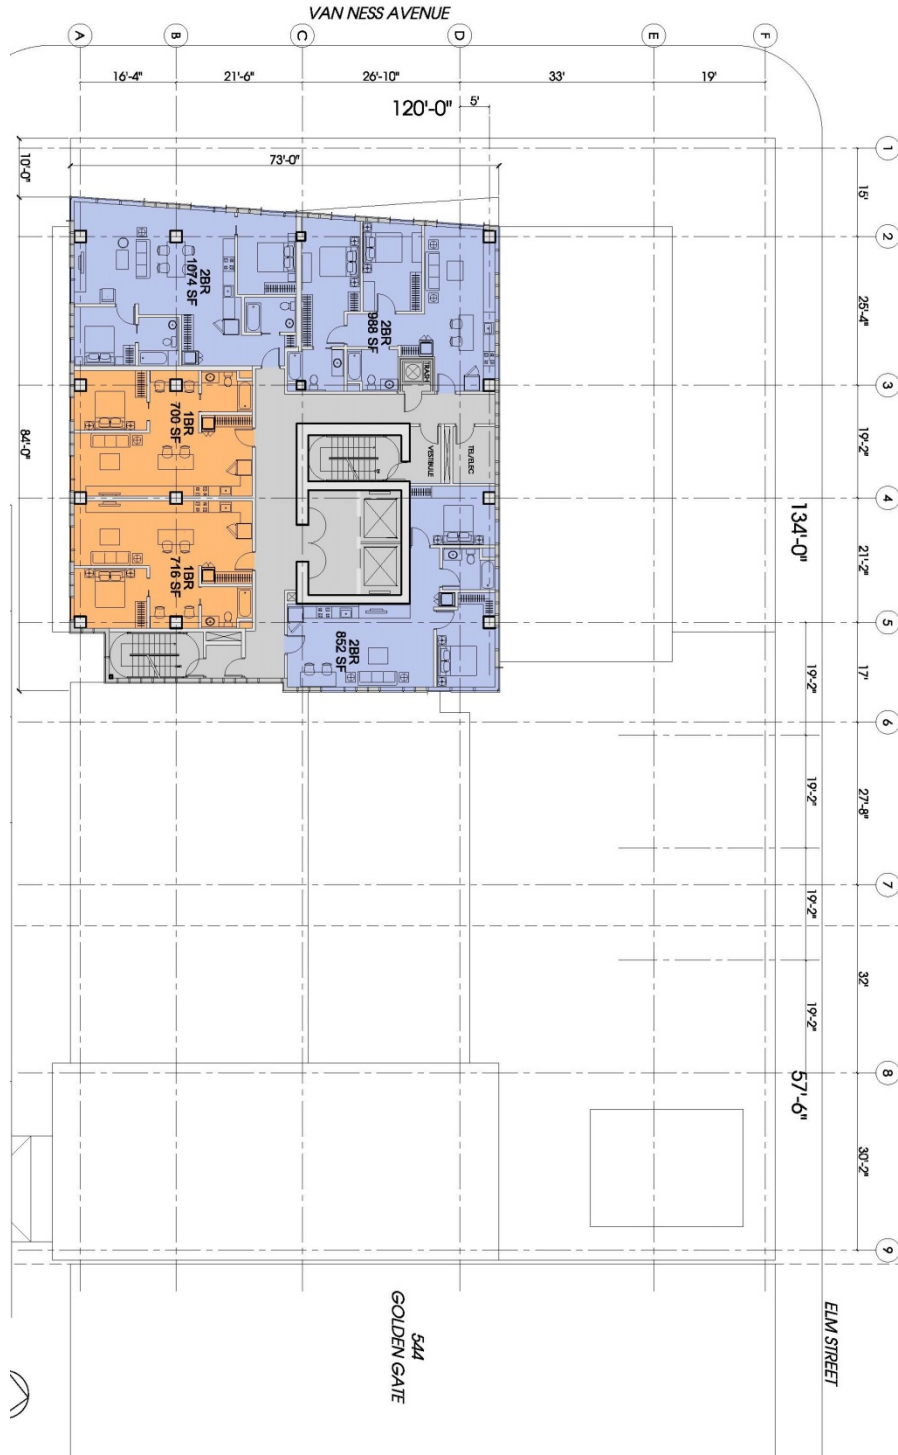 VAN NESS AVENUE
A
B
C
D
E
F
16'-4"
21'-6"
26'-10"
33'
19'
120'-0"
5'
73'-0"
10'-0"
84'-0"
1
15'
2
25'-4"
3
19'-2"
4
21'-2"
5
17'
6
27'-8"
7
32'
8
30'-2"
9
134'-0"
19'-2"
19'-2"
19'-2"
19'-2"
57'-6"
2BR
1074 SF
2BR
988 SF
TRASH
1BR
700 SF
VESTIBULE
TEL/ELEC
1BR
716 SF
2BR
852 SF
544
GOLDEN GATE
ELM STREET